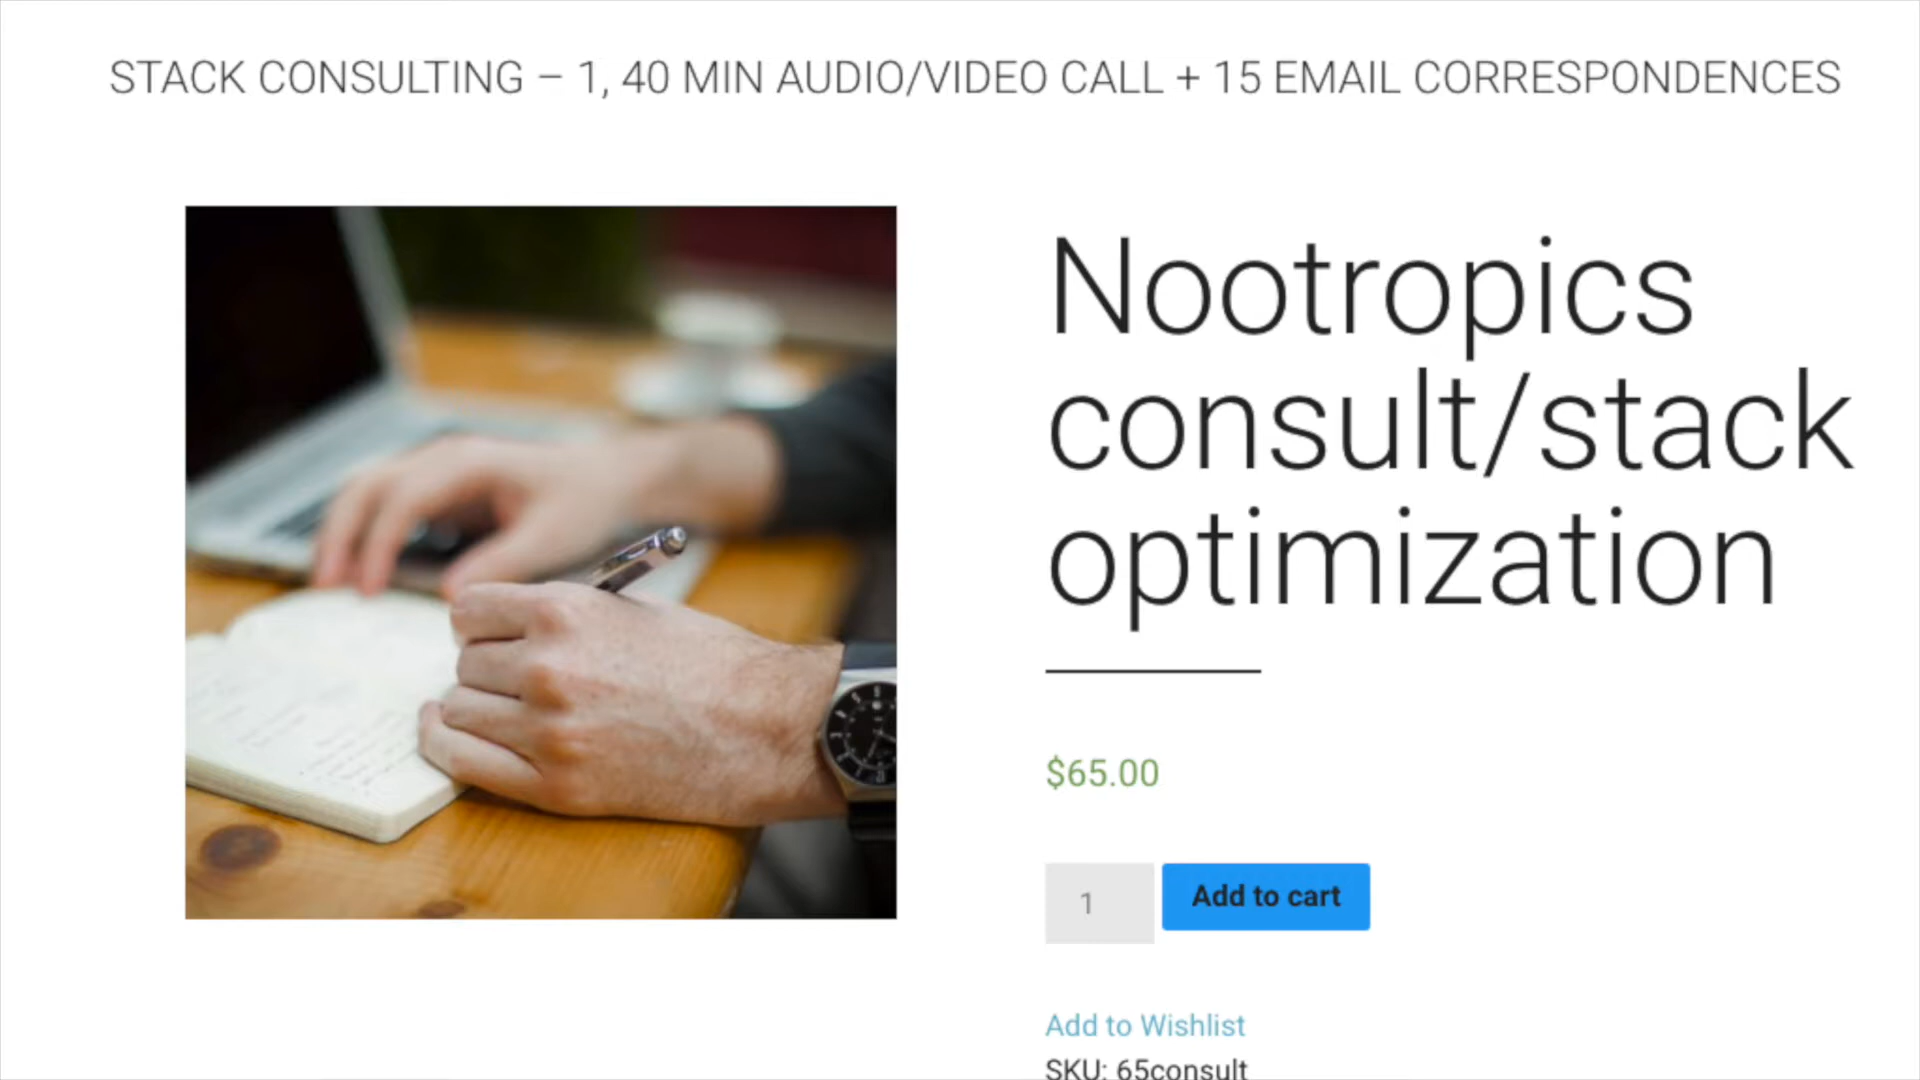 STACK CONSULTING – 1, 40 MIN AUDIO/VIDEO CALL + 15 EMAIL CORRESPONDENCES
Nootropics
consult/stack
optimization
$65.00
1
Add to cart
Add to Wishlist
SKU: 65consult